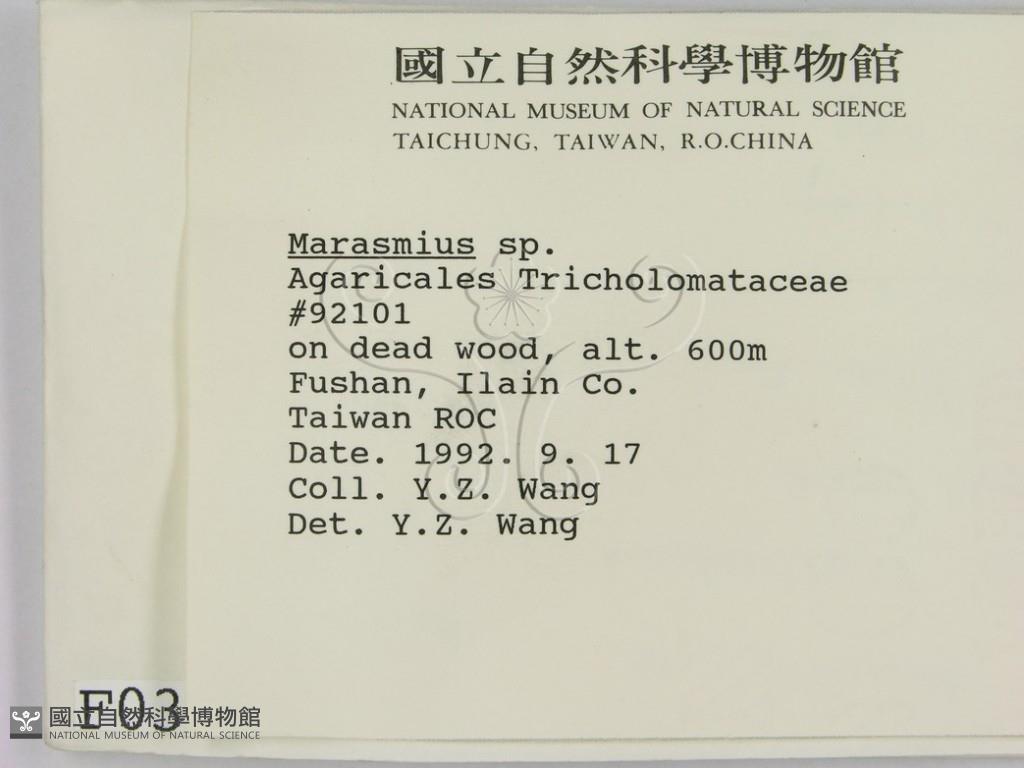 國立自然科學博物館
NATIONAL MUSEUM OF NATURAL SCIENCE
TAICHUNG, TAIWAN, R.O.CHINA
Marasmius sp.
Agaricales Tricholomataceae
#92101
on dead wood, alt. 600m
Fushan, Ilain Co.
Taiwan ROC
Date. 1992. 9. 17
Coll. Y.Z. Wang
Det. Y.Z. Wang
F03
國立自然科學博物館
NATIONAL MUSEUM OF NATURAL SCIENCE